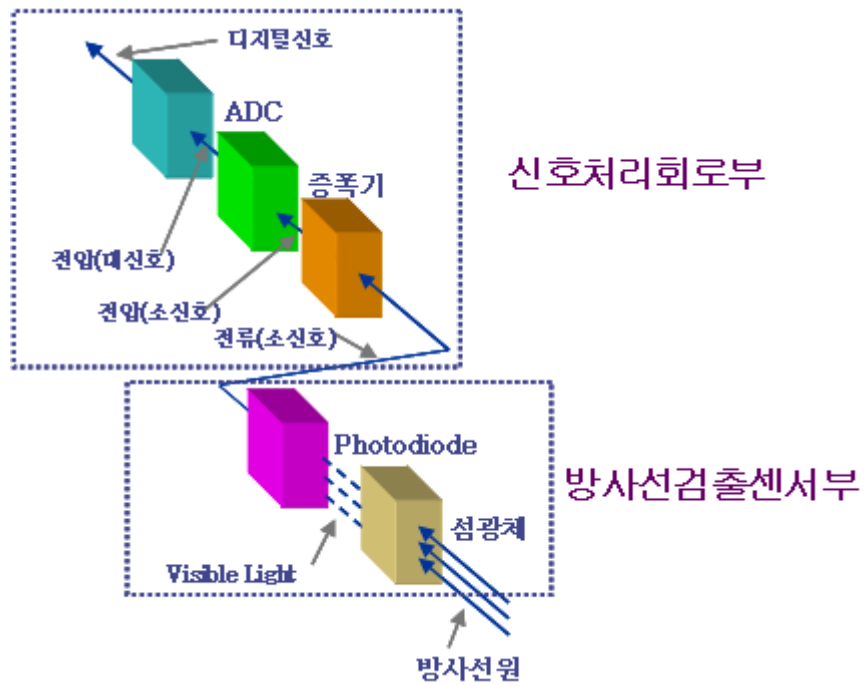 디지털신호
ADC
신호처리회로부
증폭기
전압(대신호)
전압(소신호)
전류(소신호)
Photodiode
방사선검출센서부
섬광체
Visible Light
방사선원